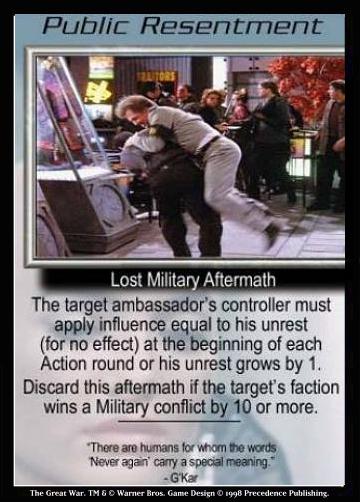 Public Resentment
TRAITORS
Lost Military Aftermath
The target ambassador's controller must
apply influence equal to his unrest
(for no effect) at the beginning of each
Action round or his unrest grows by 1.
Discard this aftermath if the target's faction
wins a Military conflict by 10 or more.
"There are humans for whom the words
'Never again' carry a special meaning."
- G'Kar
The Great War. TM & © Warner Bros. Game Design © 1998 Precedence Publishing.